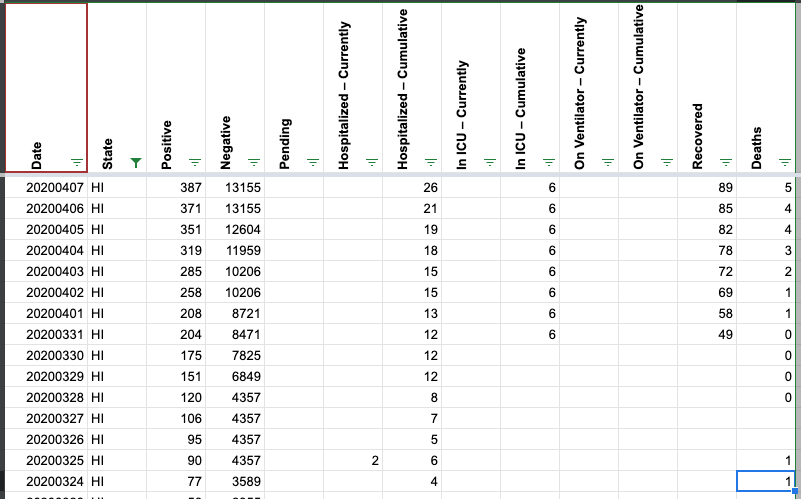 Date State Positive Negative Pending Hospitalized – Currently Hospitalized – Cumulative In ICU – Currently In ICU – Cumulative On Ventilator – Currently On Ventilator – Cumulative Recovered Deaths
20200407 HI 387 13155 26 6 89 5
20200406 HI 371 13155 21 6 85 4
20200405 HI 351 12604 19 6 82 4
20200404 HI 319 11959 18 6 78 3
20200403 HI 285 10206 15 6 72 2
20200402 HI 258 10206 15 6 69 1
20200401 HI 208 8721 13 6 58 1
20200331 HI 204 8471 12 6 49 0
20200330 HI 175 7825 12 0
20200329 HI 151 6849 12 0
20200328 HI 120 4357 8 0
20200327 HI 106 4357 7
20200326 HI 95 4357 5
20200325 HI 90 4357 2 6 1
20200324 HI 77 3589 4 1